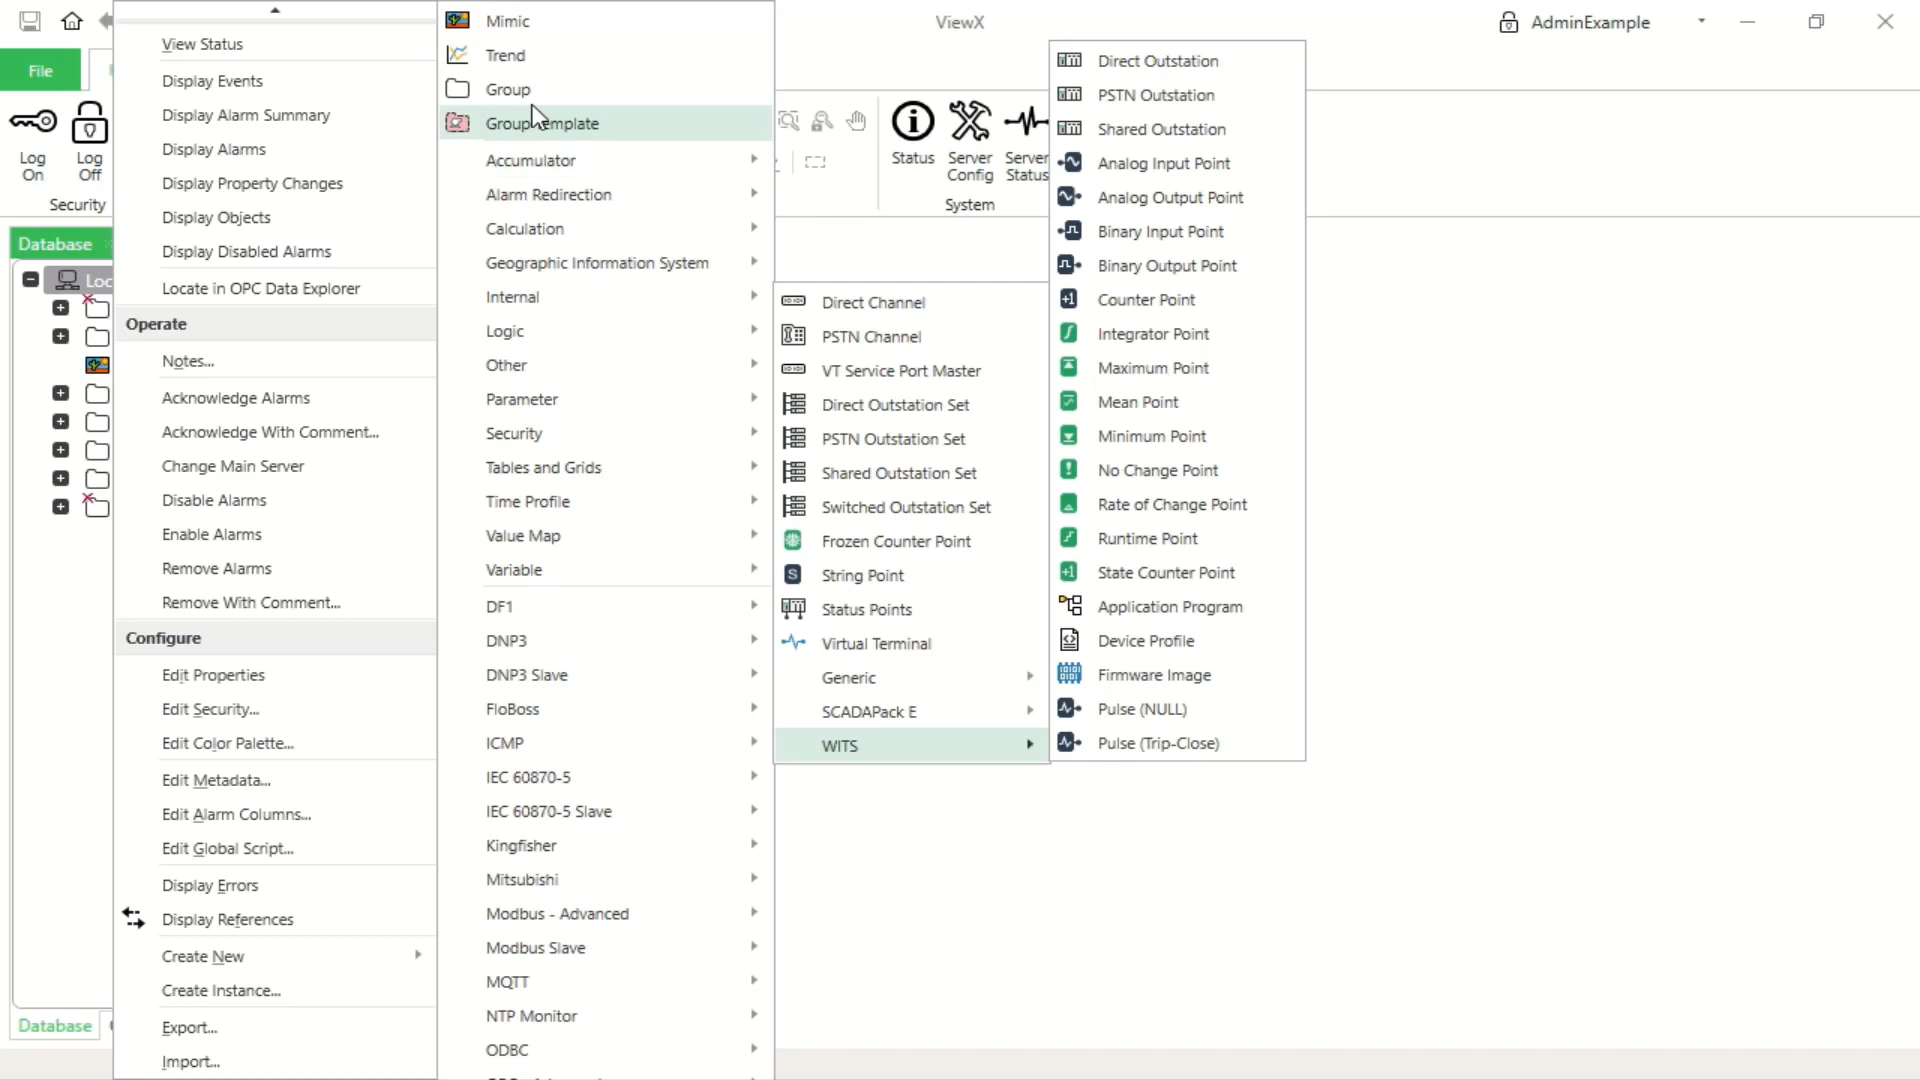 ViewX
AdminExample
File
Log On
Log Off
Security
Status
Server Config
Server Status
System
Database
Loc
Database
View Status
Display Events
Display Alarm Summary
Display Alarms
Display Property Changes
Display Objects
Display Disabled Alarms
Locate in OPC Data Explorer
Operate
Notes...
Acknowledge Alarms
Acknowledge With Comment...
Change Main Server
Disable Alarms
Enable Alarms
Remove Alarms
Remove With Comment...
Configure
Edit Properties
Edit Security...
Edit Color Palette...
Edit Metadata...
Edit Alarm Columns...
Edit Global Script...
Display Errors
Display References
Create New
Create Instance...
Export...
Import...
Mimic
Trend
Group
Group Template
Accumulator
Alarm Redirection
Calculation
Geographic Information System
Internal
Logic
Other
Parameter
Security
Tables and Grids
Time Profile
Value Map
Variable
DF1
DNP3
DNP3 Slave
FloBoss
ICMP
IEC 60870-5
IEC 60870-5 Slave
Kingfisher
Mitsubishi
Modbus - Advanced
Modbus Slave
MQTT
NTP Monitor
ODBC
Direct Channel
PSTN Channel
VT Service Port Master
Direct Outstation Set
PSTN Outstation Set
Shared Outstation Set
Switched Outstation Set
Frozen Counter Point
String Point
Status Points
Virtual Terminal
Generic
SCADAPack E
WITS
Direct Outstation
PSTN Outstation
Shared Outstation
Analog Input Point
Analog Output Point
Binary Input Point
Binary Output Point
Counter Point
Integrator Point
Maximum Point
Mean Point
Minimum Point
No Change Point
Rate of Change Point
Runtime Point
State Counter Point
Application Program
Device Profile
Firmware Image
Pulse (NULL)
Pulse (Trip-Close)